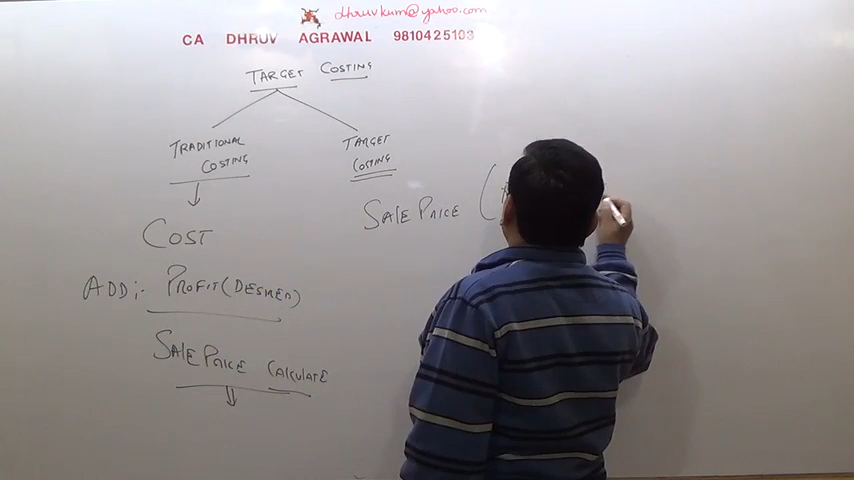 dhruvkum@yahoo.com
CA DHRUV AGRAWAL 9810425103
TARGET COSTING
TRADITIONAL COSTING
TARGET COSTING
COST
ADD:- PROFIT (DESIRED)
SALE PRICE CALCULATE
SALE PRICE (